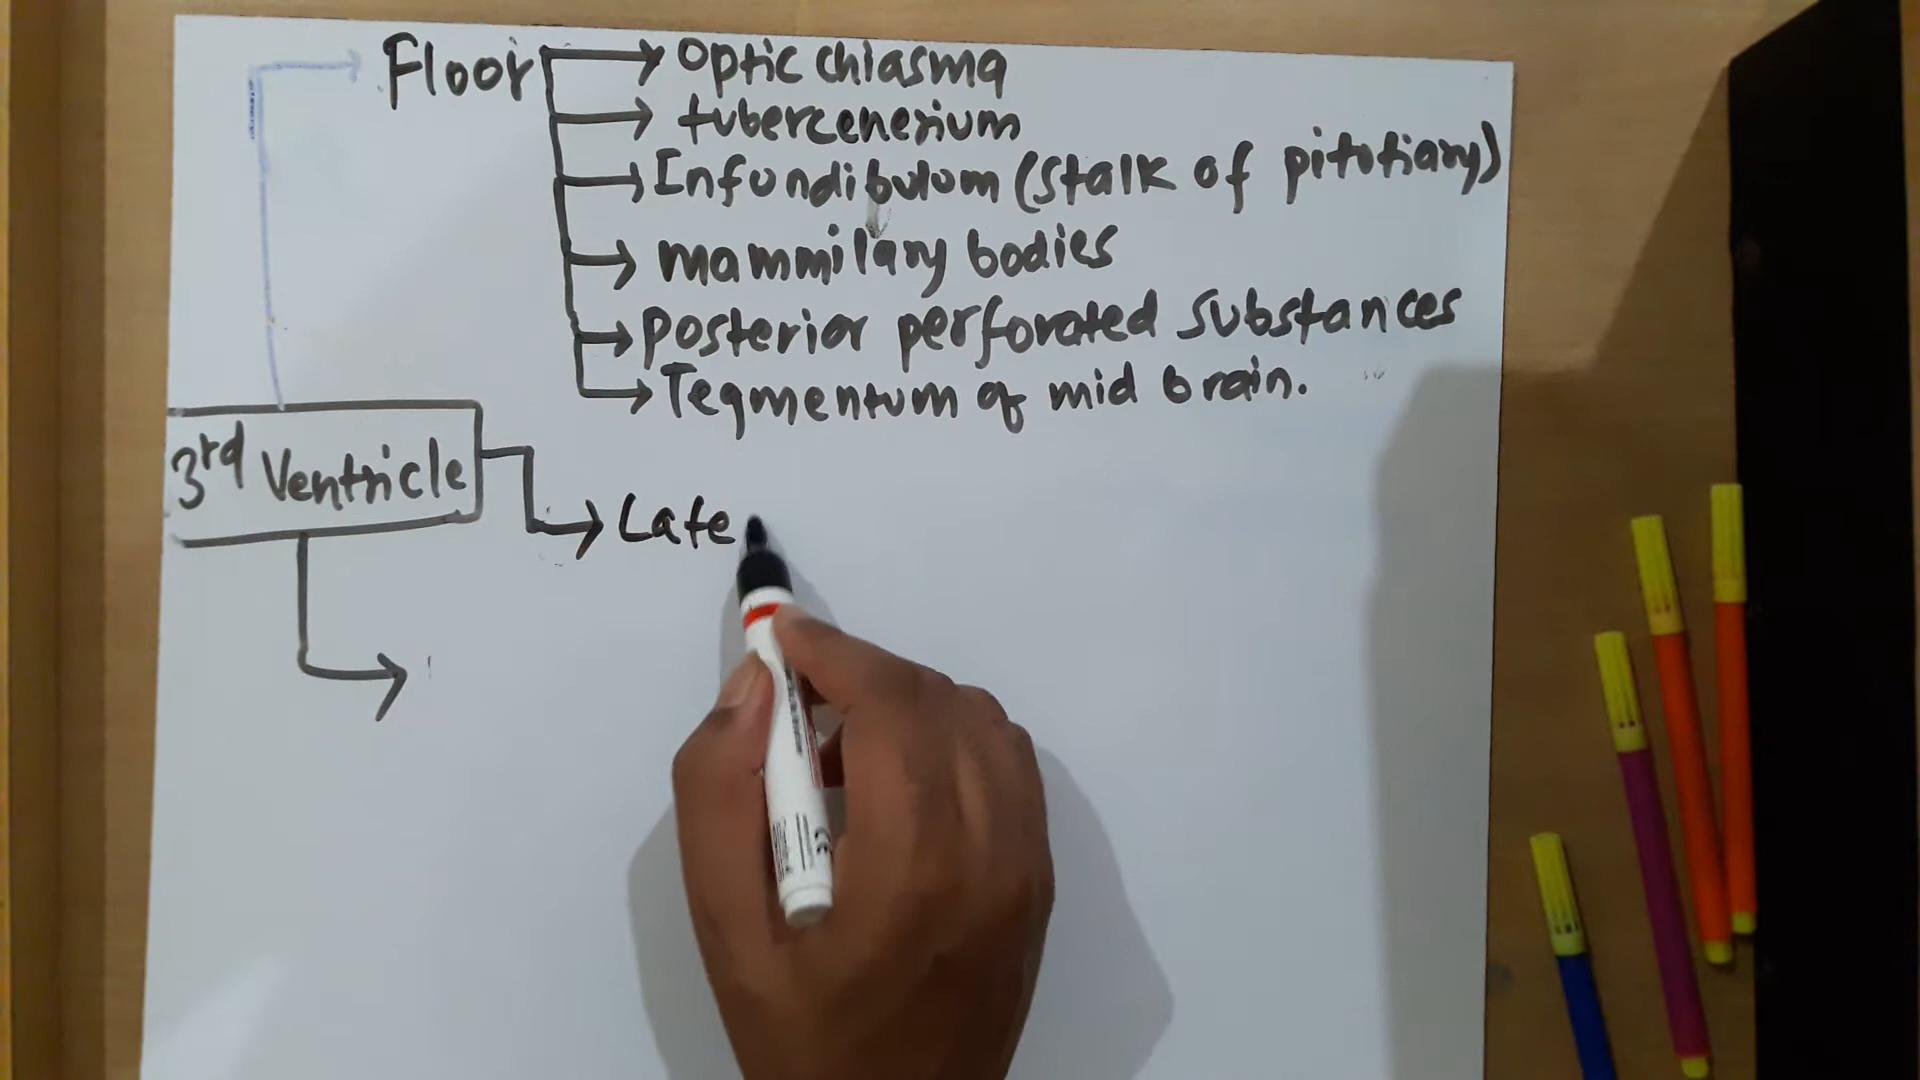 Floor
Optic chiasma
tubercenerium
Infundibulum (stalk of pitutiary)
mammilary bodies
posterior perforated substances
Tegmentum of mid brain.
3rd Ventricle
Late